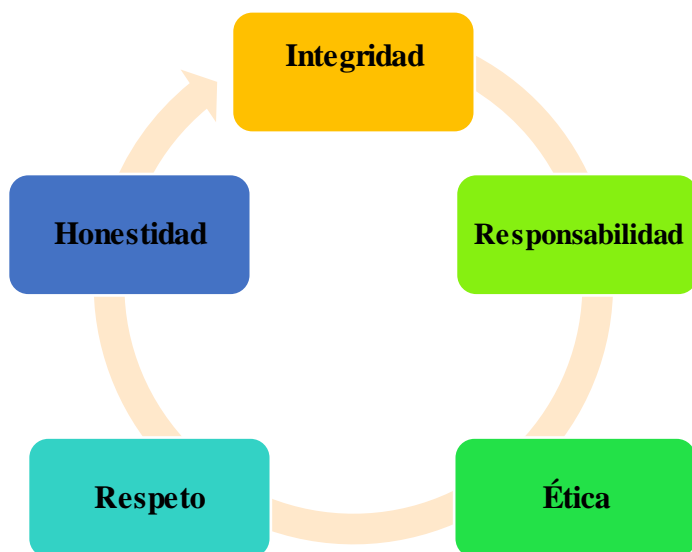 Integridad
Responsabilidad
Ética
Respeto
Honestidad